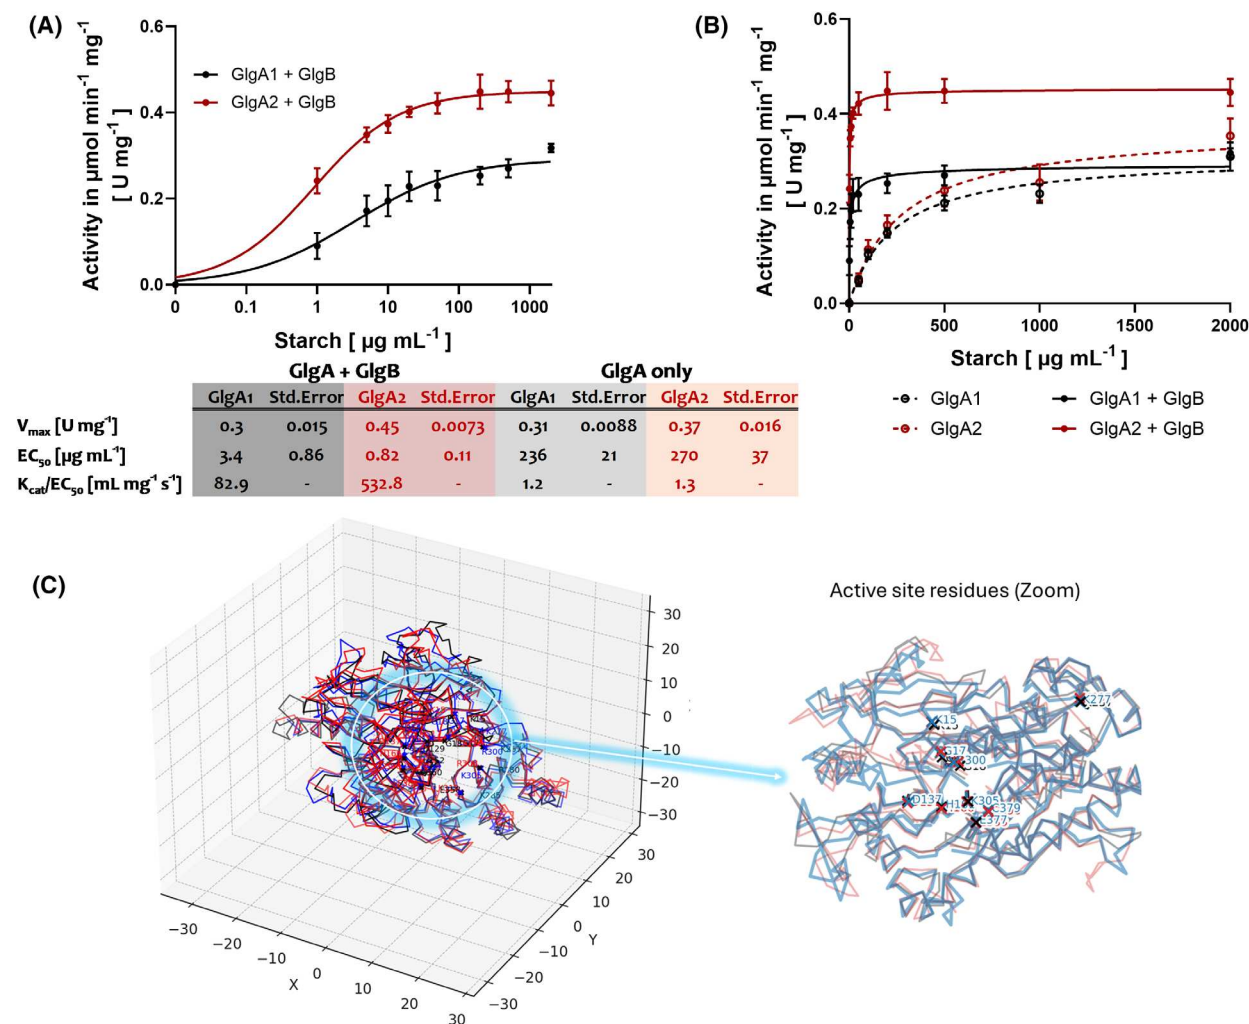 (A)
0.6
0.4
0.2
0.0
Activity in µmol min⁻¹ mg⁻¹
[ U mg⁻¹ ]
GlgA1 + GlgB
GlgA2 + GlgB
0 0.1 1 10 100 1000
Starch [ µg mL⁻¹ ]
(B)
0.6
0.4
0.2
0.0
Activity in µmol min⁻¹ mg⁻¹
[ U mg⁻¹ ]
0 500 1000 1500 2000
Starch [ µg mL⁻¹ ]
GlgA1 GlgA1 + GlgB
GlgA2 GlgA2 + GlgB
GlgA + GlgB GlgA only
GlgA1 Std.Error GlgA2 Std.Error GlgA1 Std.Error GlgA2 Std.Error
Vmax [U mg⁻¹] 0.3 0.015 0.45 0.0073 0.31 0.0088 0.37 0.016
EC50 [µg mL⁻¹] 3.4 0.86 0.82 0.11 236 21 270 37
Kcat/EC50 [mL mg⁻¹ s⁻¹] 82.9 - 532.8 - 1.2 - 1.3 -
(C)
30
20
10
0
−10
−20
−30
30
20
10
0
−10
−20
−30
Y
−30
−20
−10
0
10
20
30
X
R300
K305
Active site residues (Zoom)
K277
K15
G17
D137
K305
C379
E377